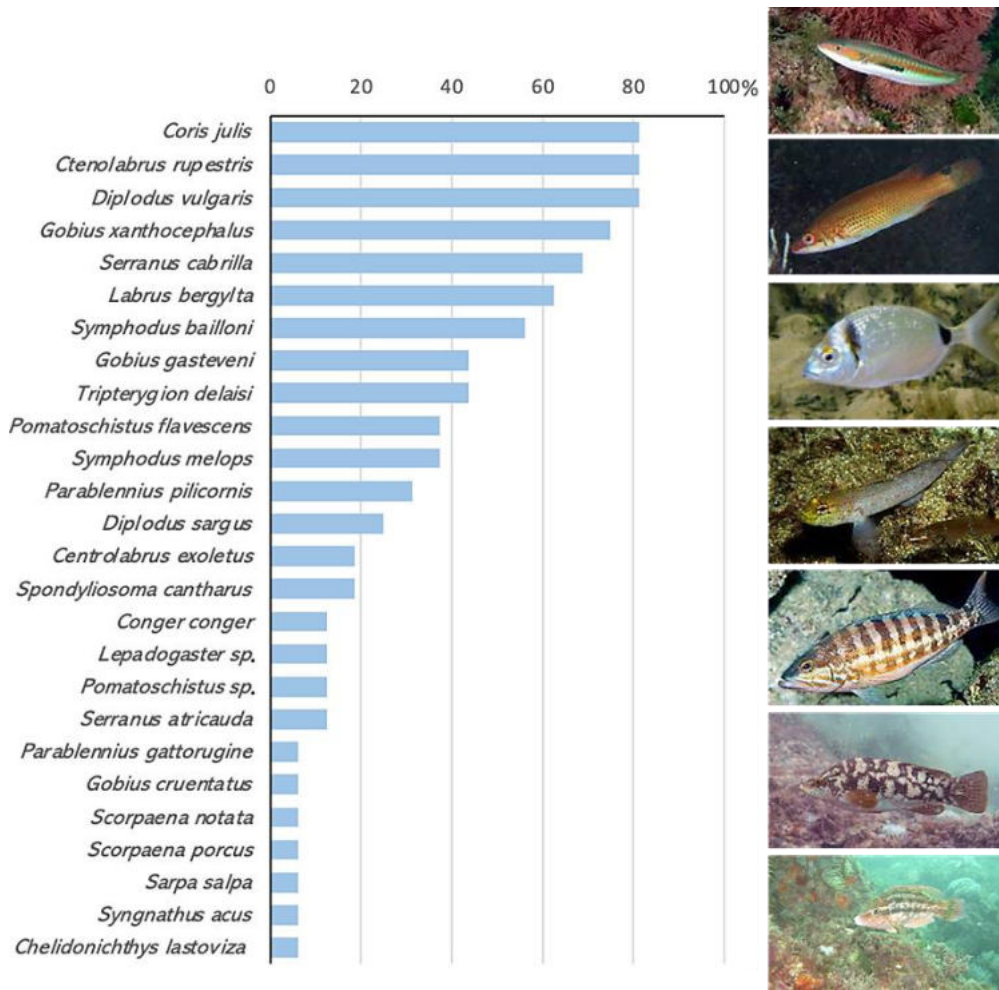 0 20 40 60 80 100%
Coris julis
Ctenolabrus rupestris
Diplodus vulgaris
Gobius xanthocephalus
Serranus cabrilla
Labrus bergylta
Symphodus bailloni
Gobius gasteveni
Tripterygion delaisi
Pomatoschistus flavescens
Symphodus melops
Parablennius pilicornis
Diplodus sargus
Centrolabrus exoletus
Spondyliosoma cantharus
Conger conger
Lepadogaster sp.
Pomatoschistus sp.
Serranus atricauda
Parablennius gattorugine
Gobius cruentatus
Scorpaena notata
Scorpaena porcus
Sarpa salpa
Syngnathus acus
Chelidonichthys lastoviza